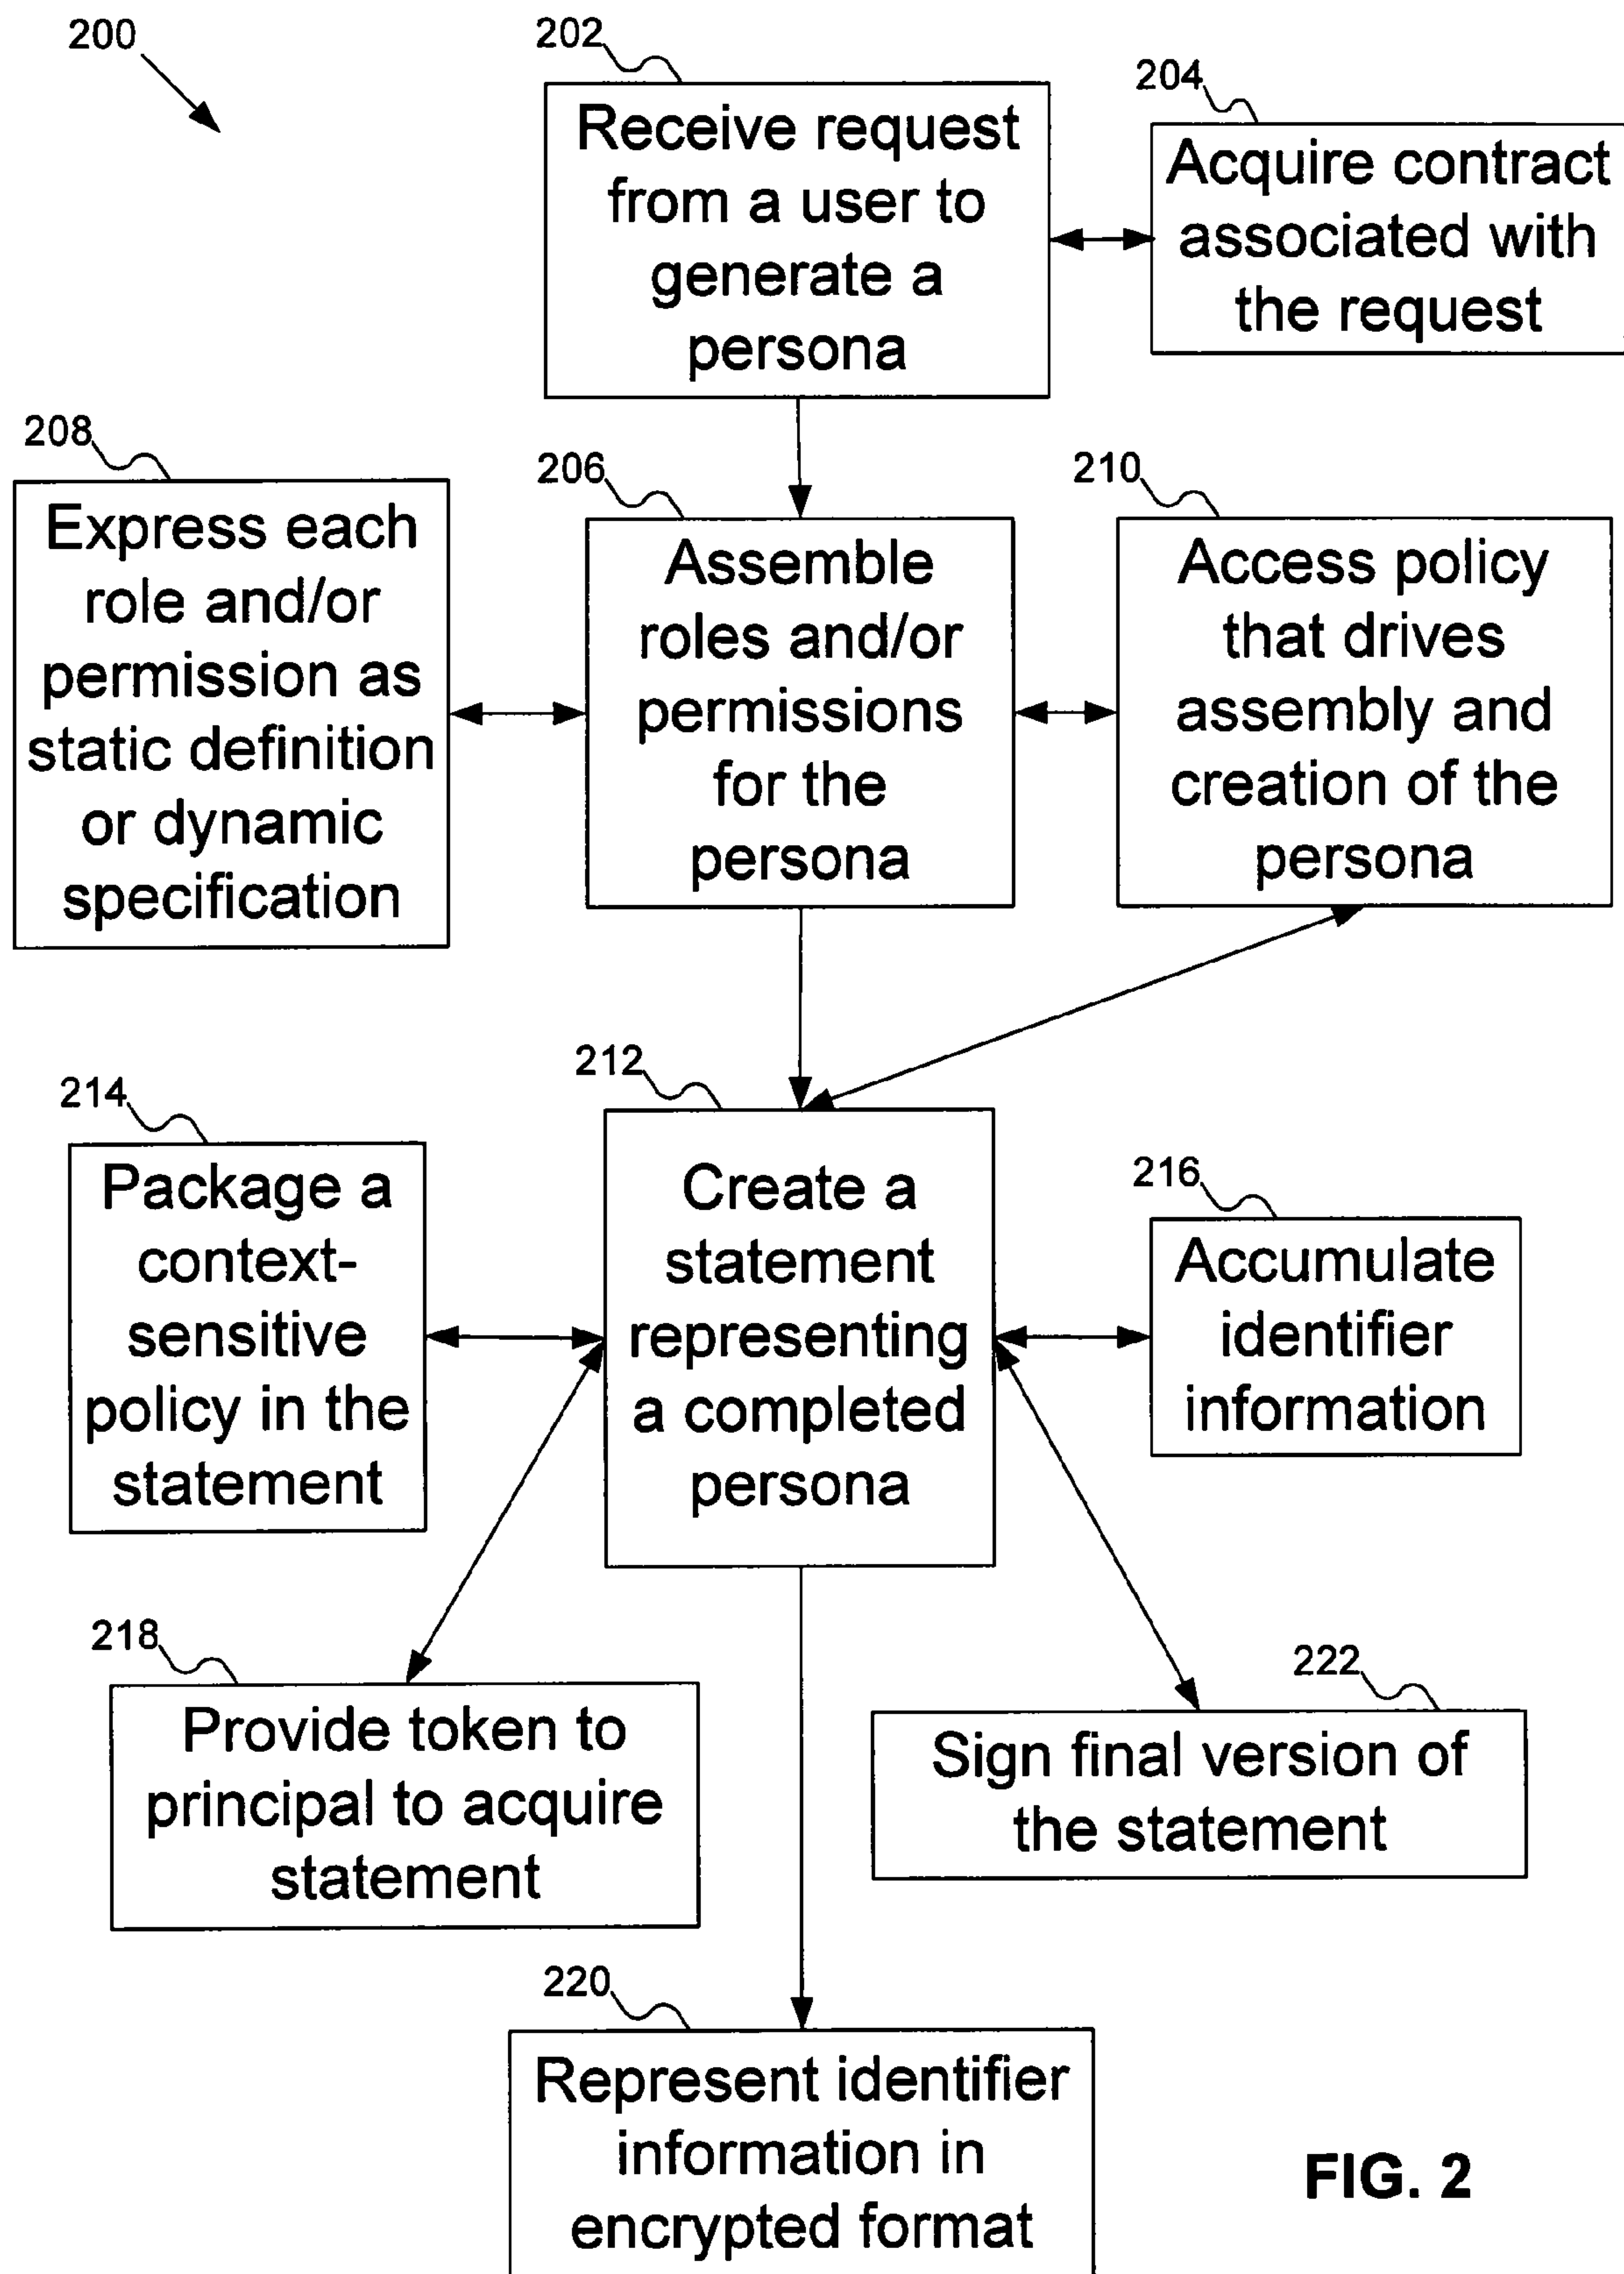 200
202
Receive request
from a user to
generate a
persona
204
Acquire contract
associated with
the request
208
Express each
role and/or
permission as
static definition
or dynamic
specification
206
Assemble
roles and/or
permissions
for the
persona
210
Access policy
that drives
assembly and
creation of the
persona
212
Create a
statement
representing
a completed
persona
214
Package a
context-
sensitive
policy in the
statement
216
Accumulate
identifier
information
218
Provide token to
principal to acquire
statement
222
Sign final version of
the statement
220
Represent identifier
information in
encrypted format
FIG. 2